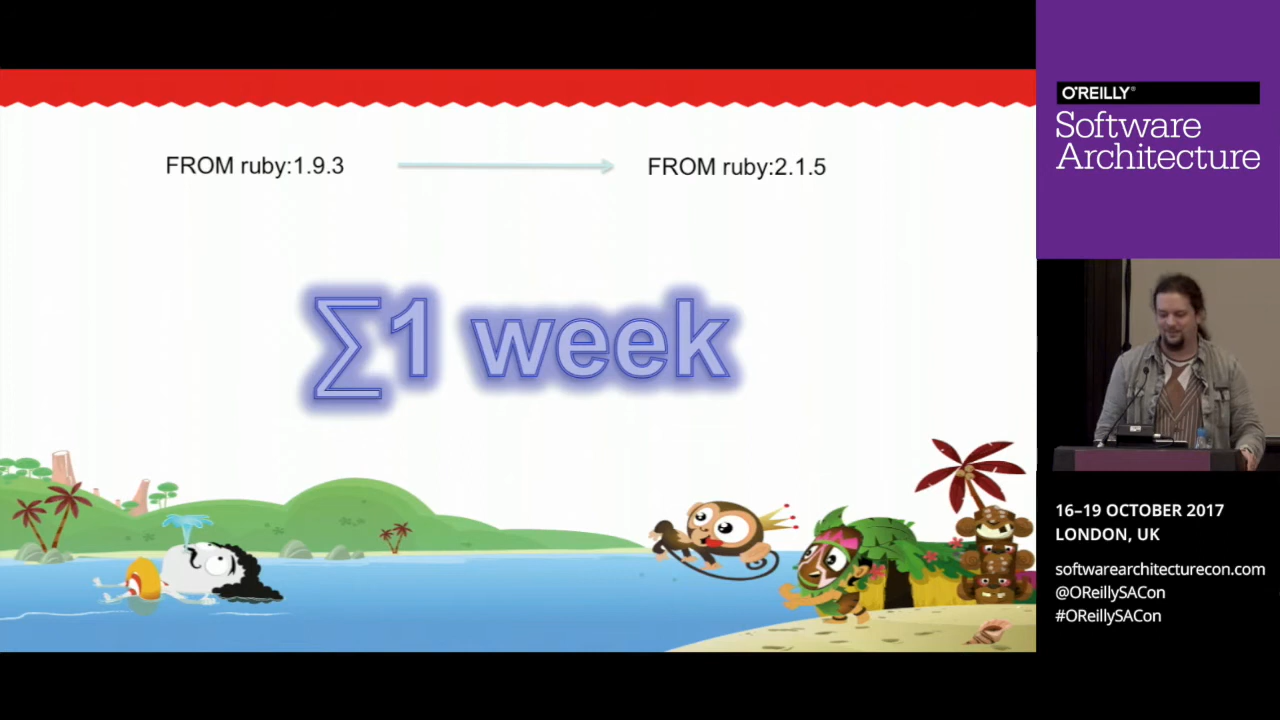 FROM ruby:1.9.3
FROM ruby:2.1.5
∑1 week
O'REILLY®
Software
Architecture
16–19 OCTOBER 2017
LONDON, UK
softwarearchitecturecon.com
@OReillySACon
#OReillySACon